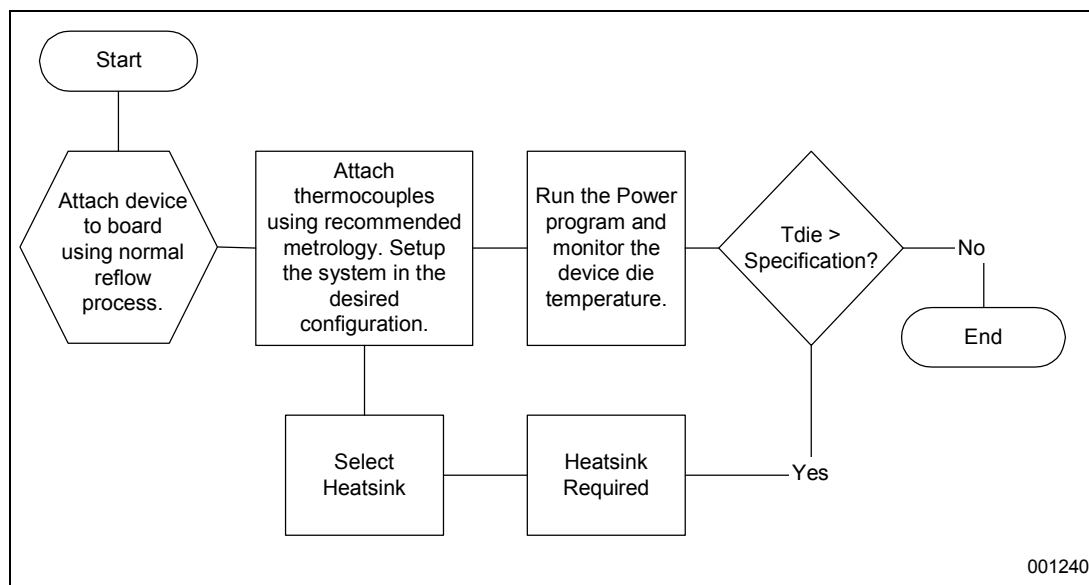 Start
Attach device
to board
using normal
reflow
process.
Attach
thermocouples
using recommended
metrology. Setup
the system in the
desired
configuration.
Run the Power
program and
monitor the
device die
temperature.
Tdie >
Specification?
No
End
Yes
Heatsink
Required
Select
Heatsink
001240